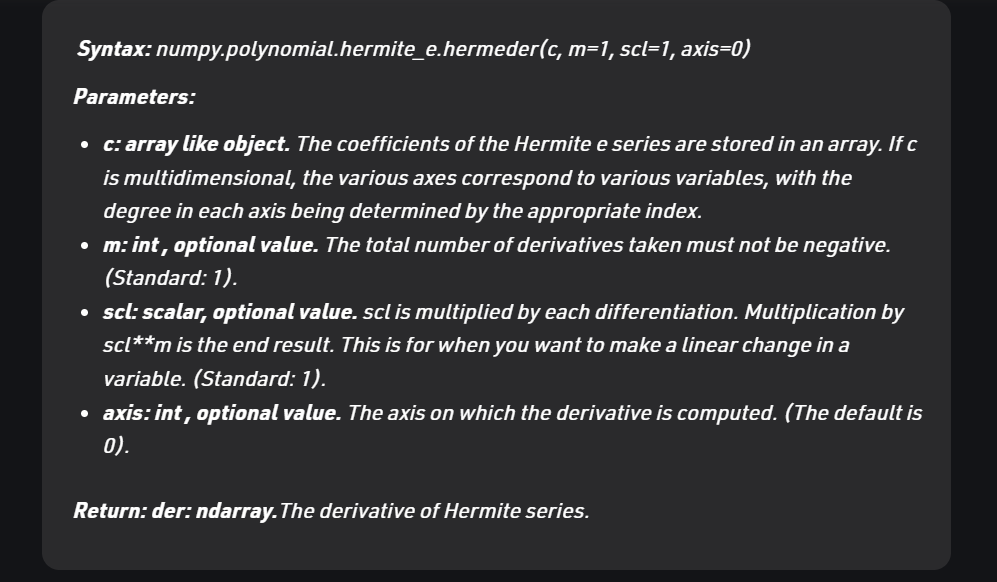 Syntax: numpy.polynomial.hermite_e.hermeder(c, m=1, scl=1, axis=0)
Parameters:
• c: array like object. The coefficients of the Hermite e series are stored in an array. If c
is multidimensional, the various axes correspond to various variables, with the
degree in each axis being determined by the appropriate index.
• m: int , optional value. The total number of derivatives taken must not be negative.
(Standard: 1).
• scl: scalar, optional value. scl is multiplied by each differentiation. Multiplication by
scl**m is the end result. This is for when you want to make a linear change in a
variable. (Standard: 1).
• axis: int , optional value. The axis on which the derivative is computed. (The default is
0).
Return: der: ndarray.The derivative of Hermite series.